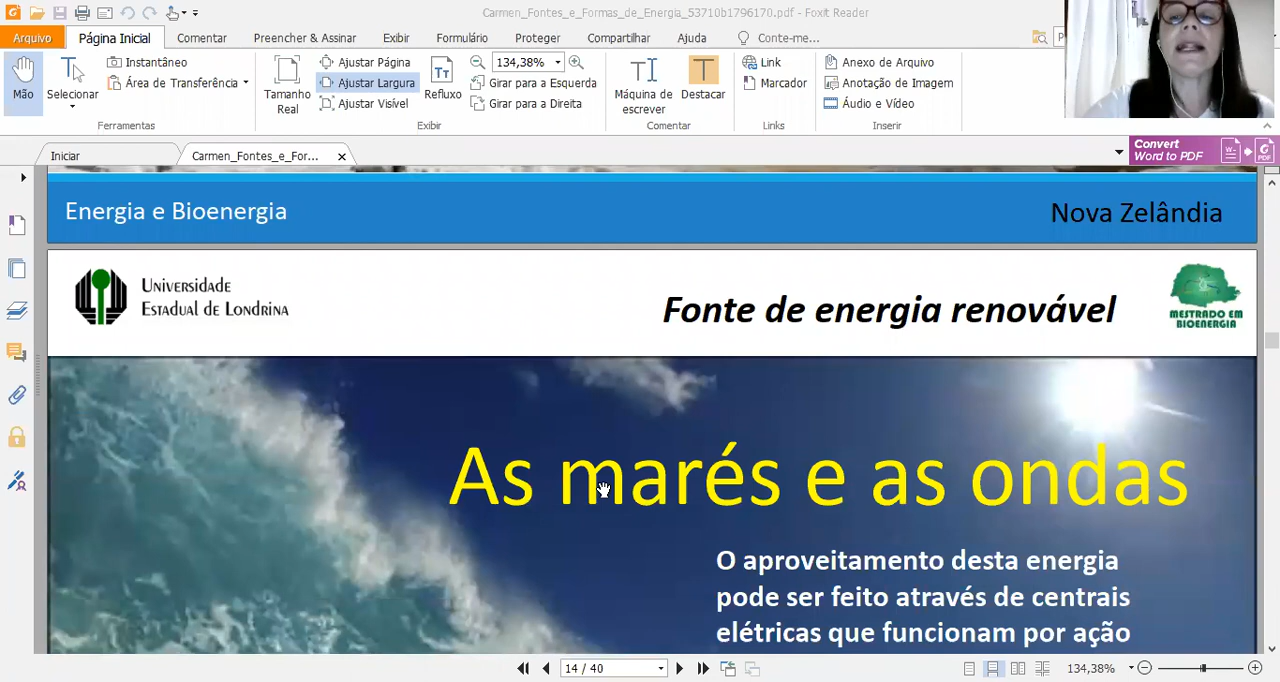 Carmen_Fontes_e_Formas_de_Energia_53710b1796170.pdf - Foxit Reader
Arquivo Página Inicial Comentar Preencher & Assinar Exibir Formulário Proteger Compartilhar Ajuda Conte-me...
Mão
Selecionar
Instantâneo
Área de Transferência
Ferramentas
Tamanho
Real
Ajustar Página
Ajustar Largura
Ajustar Visível
Refluxo
134,38%
Girar para a Esquerda
Girar para a Direita
Exibir
Máquina de
escrever
Destacar
Comentar
Link
Marcador
Links
Anexo de Arquivo
Anotação de Imagem
Áudio e Vídeo
Inserir
Iniciar
Carmen_Fontes_e_For...
Convert
Word to PDF
Energia e Bioenergia
Nova Zelândia
Universidade
Estadual de Londrina
Fonte de energia renovável
MESTRADO EM
BIOENERGIA
As marés e as ondas
O aproveitamento desta energia
pode ser feito através de centrais
elétricas que funcionam por ação
14 / 40
134,38%